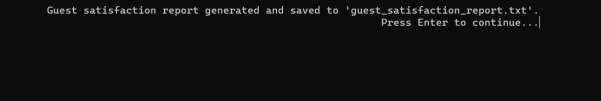 Guest satisfaction report generated and saved to 'guest_satisfaction_report.txt'.
Press Enter to continue...